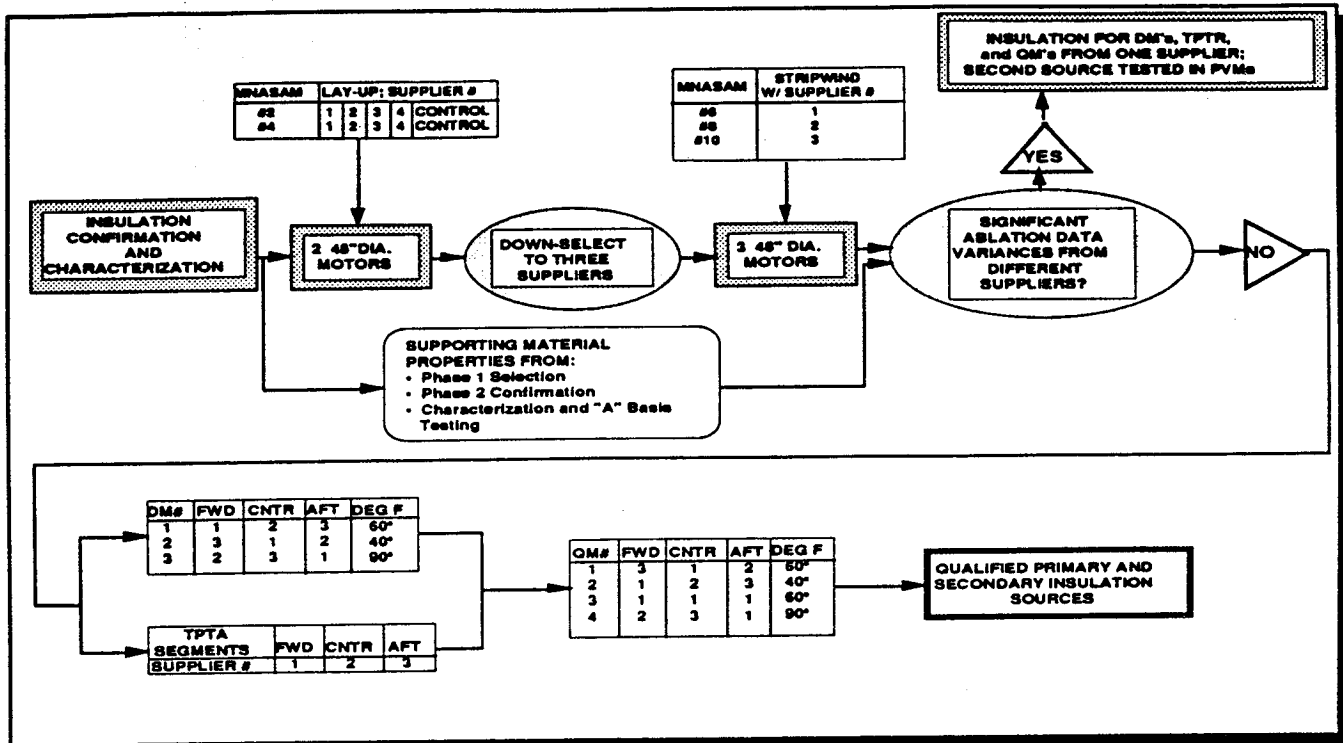 INSULATION FOR DM's, TPTR,
and QM's FROM ONE SUPPLIER;
SECOND SOURCE TESTED IN PVMs
MNASAM LAY-UP; SUPPLIER #
#2 1 2 3 4 CONTROL
#4 1 2 3 4 CONTROL
MNASAM STRIPWIND W/ SUPPLIER #
#6 1
#8 2
#10 3
YES
INSULATION
CONFIRMATION
AND
CHARACTERIZATION
2 48" DIA.
MOTORS
DOWN-SELECT
TO THREE
SUPPLIERS
3 48" DIA.
MOTORS
SIGNIFICANT
ABLATION DATA
VARIANCES FROM
DIFFERENT
SUPPLIERS?
NO
SUPPORTING MATERIAL
PROPERTIES FROM:
• Phase 1 Selection
• Phase 2 Confirmation
• Characterization and "A" Basis
Testing
DM# FWD CNTR AFT DEG F
1 1 2 3 60°
2 3 1 2 40°
3 2 3 1 90°
TPTA
SEGMENTS FWD CNTR AFT
SUPPLIER # 1 2 3
QM# FWD CNTR AFT DEG F
1 3 1 2 60°
2 1 2 3 40°
3 1 1 1 60°
4 2 3 1 90°
QUALIFIED PRIMARY AND
SECONDARY INSULATION
SOURCES